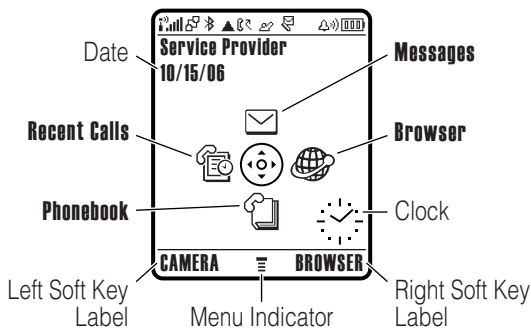 Service Provider
Date
10/15/06
Messages
Recent Calls
Browser
Phonebook
Clock
CAMERA
BROWSER
Left Soft Key
Label
Menu Indicator
Right Soft Key
Label